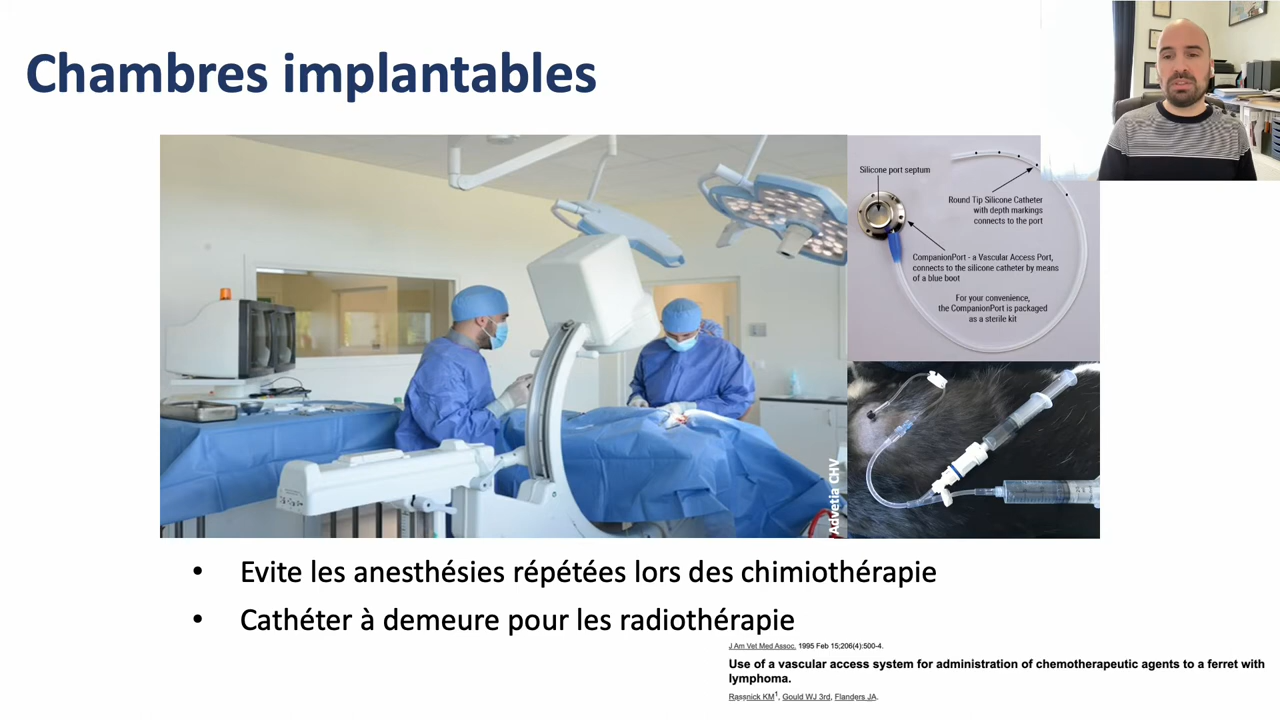 Chambres implantables
Silicone port septum
Round Tip Silicone Catheter
with depth markings
connects to the port
CompanionPort - a Vascular Access Port,
connects to the silicone catheter by means
of a blue boot
For your convenience,
the CompanionPort is packaged
as a sterile kit
Advetia CHV
• Evite les anesthésies répétées lors des chimiothérapie
• Cathéter à demeure pour les radiothérapie
J Am Vet Med Assoc. 1995 Feb 15;206(4):500-4.
Use of a vascular access system for administration of chemotherapeutic agents to a ferret with
lymphoma.
Rassnick KM1, Gould WJ 3rd, Flanders JA.